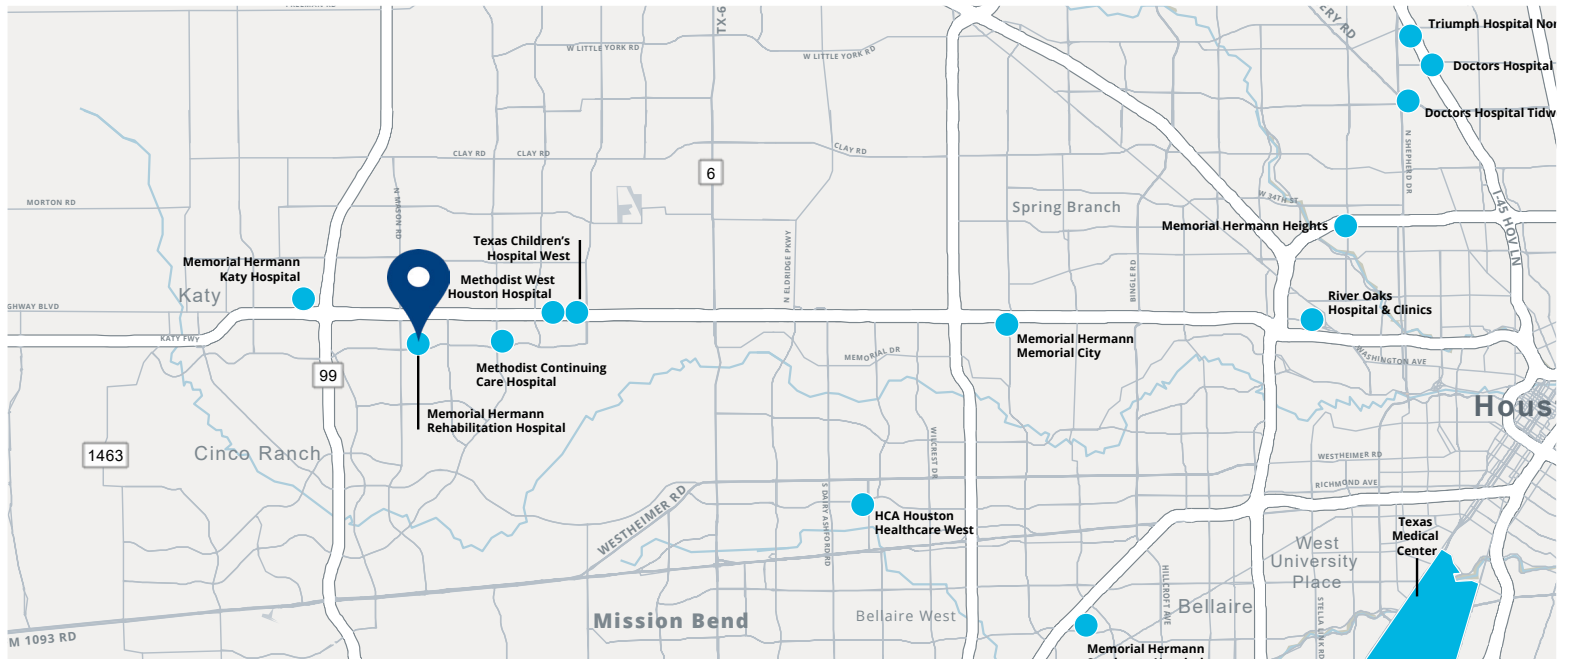 TX-6
W LITTLE YORK RD
W LITTLE YORK RD
ERY RD
Triumph Hospital Nor
Doctors Hospital
Doctors Hospital Tidw
CLAY RD
CLAY RD
CLAY RD
6
N SHEPHERD DR
MORTON RD
N MASON RD
Spring Branch
W 34TH ST
I-45 HOV LN
Memorial Hermann Heights
Texas Children’s
Hospital West
N ELDRIDGE PKWY
BINGLE RD
Memorial Hermann
Katy Hospital
Methodist West
Houston Hospital
Katy
River Oaks
Hospital & Clinics
GHWAY BLVD
KATY FWY
Memorial Hermann
Memorial City
MEMORIAL DR
WASHINGTON AVE
99
Methodist Continuing
Care Hospital
Memorial Hermann
Rehabilitation Hospital
Hous
1463
Cinco Ranch
WILCREST DR
WESTHEIMER RD
RICHMOND AVE
WESTHEIMER RD
S DAIRY ASHFORD RD
HCA Houston
Healthcare West
Texas
Medical
Center
West
University
Place
HILLCROFT AVE
Bellaire
STELLA LINK RD
Mission Bend
Bellaire West
M 1093 RD
Memorial Hermann